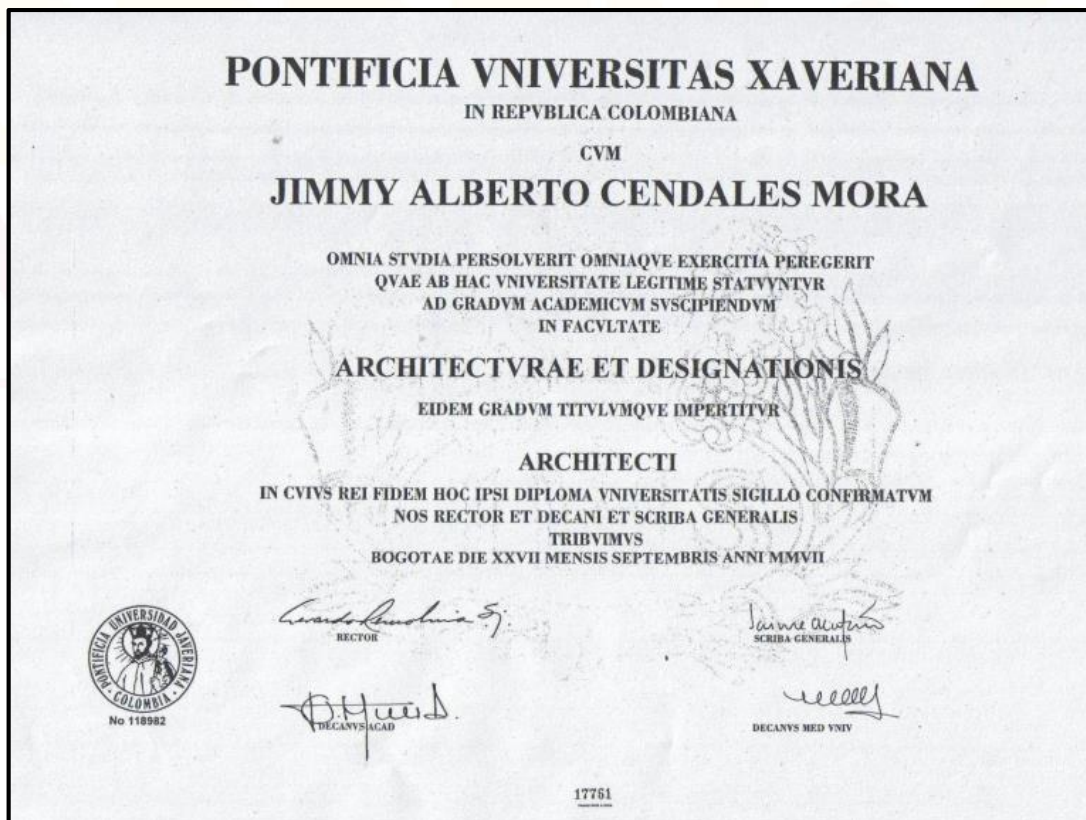 PONTIFICIA VNIVERSITAS XAVERIANA
IN REPVBLICA COLOMBIANA
CVM
JIMMY ALBERTO CENDALES MORA
OMNIA STVDIA PERSOLVERIT OMNIAQVE EXERCITIA PEREGERIT
QVAE AB HAC VNIVERSITATE LEGITIME STATVYNTVR
AD GRADVM ACADEMICVM SVSCIPIENDVM
IN FACVLTATE
ARCHITECTVRAE ET DESIGNATIONIS
EIDEM GRADVM TITVLVMQVE IMPERTITVR
ARCHITECTI
IN CVIVS REI FIDEM HOC IPSI DIPLOMA VNIVERSITATIS SIGILLO CONFIRMATVM
NOS RECTOR ET DECANI ET SCRIBA GENERALIS
TRIBVIMVS
BOGOTAE DIE XXVII MENSIS SEPTEMBRIS ANNI MMVII
RECTOR
SCRIBA GENERALIS
PONTIFICIA UNIVERSIDAD JAVERIANA · COLOMBIA ·
No 118982
DECANVS ACAD
DECANVS MED VNIV
17761